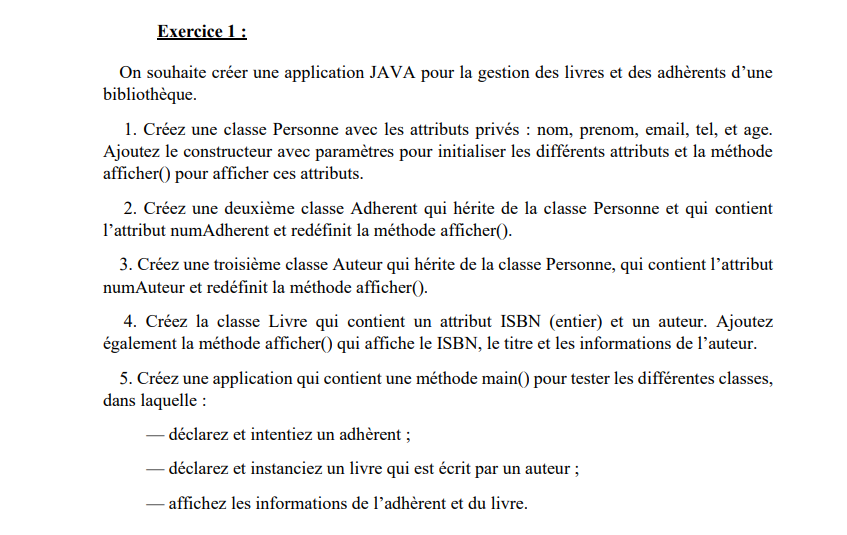 Exercice 1 :
On souhaite créer une application JAVA pour la gestion des livres et des adhèrents d’une
bibliothèque.
1. Créez une classe Personne avec les attributs privés : nom, prenom, email, tel, et age.
Ajoutez le constructeur avec paramètres pour initialiser les différents attributs et la méthode
afficher() pour afficher ces attributs.
2. Créez une deuxième classe Adherent qui hérite de la classe Personne et qui contient
l’attribut numAdherent et redéfinit la méthode afficher().
3. Créez une troisième classe Auteur qui hérite de la classe Personne, qui contient l’attribut
numAuteur et redéfinit la méthode afficher().
4. Créez la classe Livre qui contient un attribut ISBN (entier) et un auteur. Ajoutez
également la méthode afficher() qui affiche le ISBN, le titre et les informations de l’auteur.
5. Créez une application qui contient une méthode main() pour tester les différentes classes,
dans laquelle :
— déclarez et intentiez un adhèrent ;
— déclarez et instanciez un livre qui est écrit par un auteur ;
— affichez les informations de l’adhèrent et du livre.